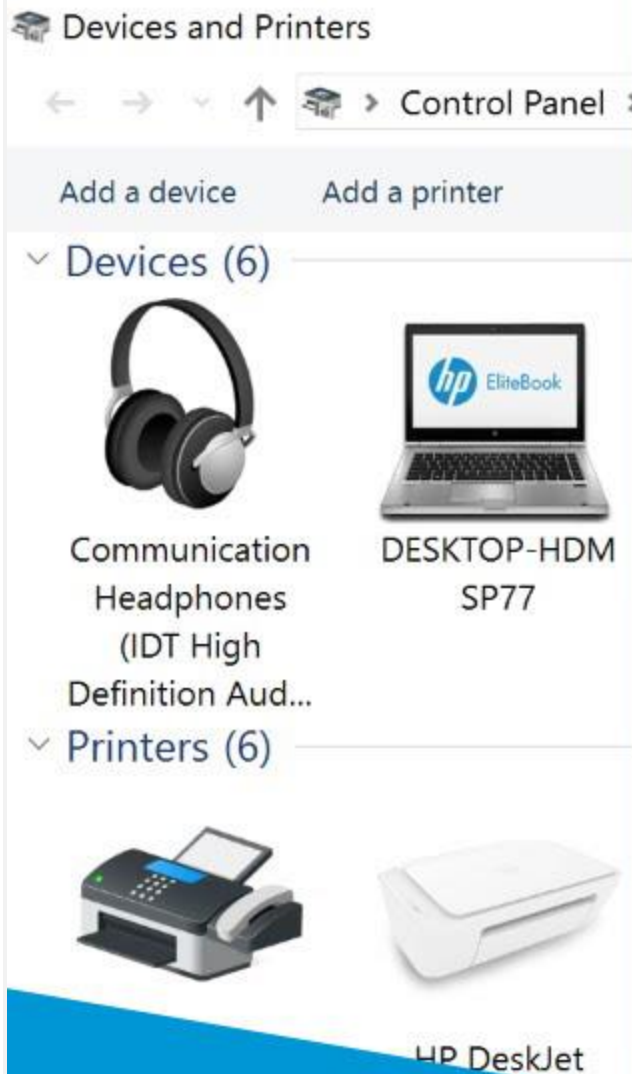 Devices and Printers
Control Panel
Add a device Add a printer
Devices (6)
hp EliteBook
Communication
Headphones
(IDT High
Definition Aud...
DESKTOP-HDM
SP77
Printers (6)
HP DeskJet